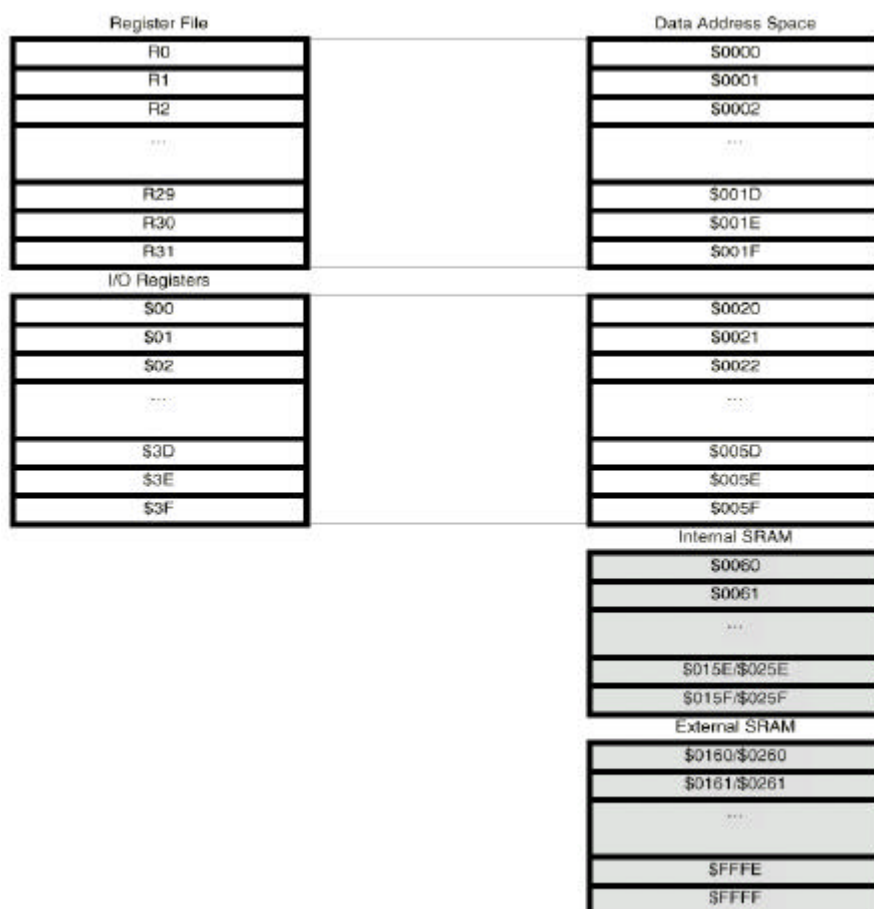 Register File
Data Address Space
R0
$0000
R1
$0001
R2
$0002
...
...
R29
$001D
R30
$001E
R31
$001F
I/O Registers
$00
$0020
$01
$0021
$02
$0022
...
...
$3D
$005D
$3E
$005E
$3F
$005F
Internal SRAM
$0060
$0061
...
$015E/$025E
$015F/$025F
External SRAM
$0160/$0260
$0161/$0261
...
$FFFE
$FFFF